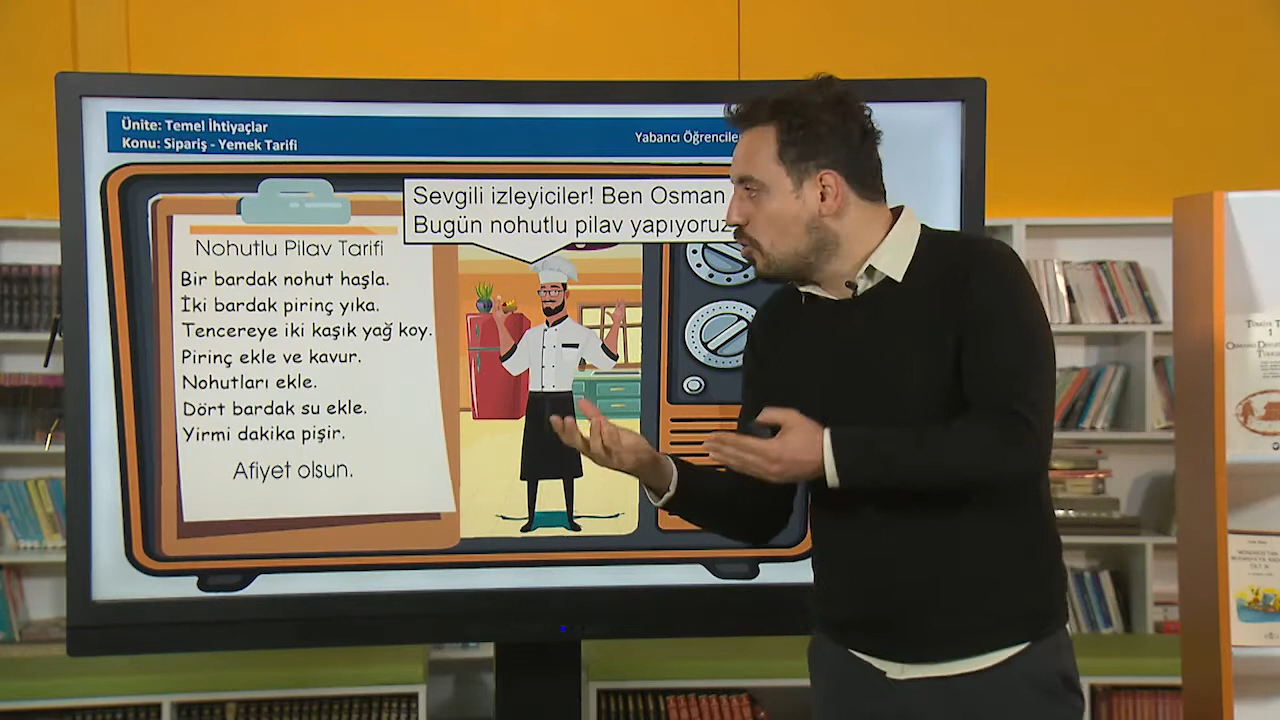 Ünite: Temel İhtiyaçlar
Konu: Sipariş - Yemek Tarifi
Yabancı Öğrenciler
Sevgili izleyiciler! Ben Osman
Bugün nohutlu pilav yapıyoruz
Nohutlu Pilav Tarifi
Bir bardak nohut haşla.
İki bardak pirinç yıka.
Tencereye iki kaşık yağ koy.
Pirinç ekle ve kavur.
Nohutları ekle.
Dört bardak su ekle.
Yirmi dakika pişir.
Afiyet olsun.